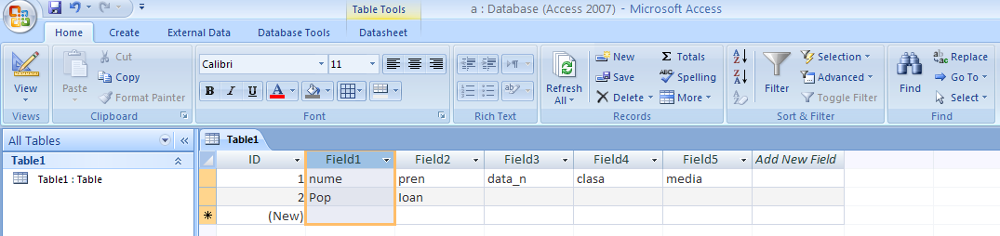 Table Tools
a : Database (Access 2007) - Microsoft Access
Home Create External Data Database Tools Datasheet
View
Views
Paste
Cut
Copy
Format Painter
Clipboard
Calibri 11
B I U A
Font
Rich Text
Refresh All
New
Save
Delete
Totals
Spelling
More
Records
Filter
Selection
Advanced
Toggle Filter
Sort & Filter
Find
Replace
Go To
Select
Find
All Tables
Table1
Table1 : Table
Table1
ID Field1 Field2 Field3 Field4 Field5 Add New Field
1 nume pren data_n clasa media
2 Pop Ioan
* (New)